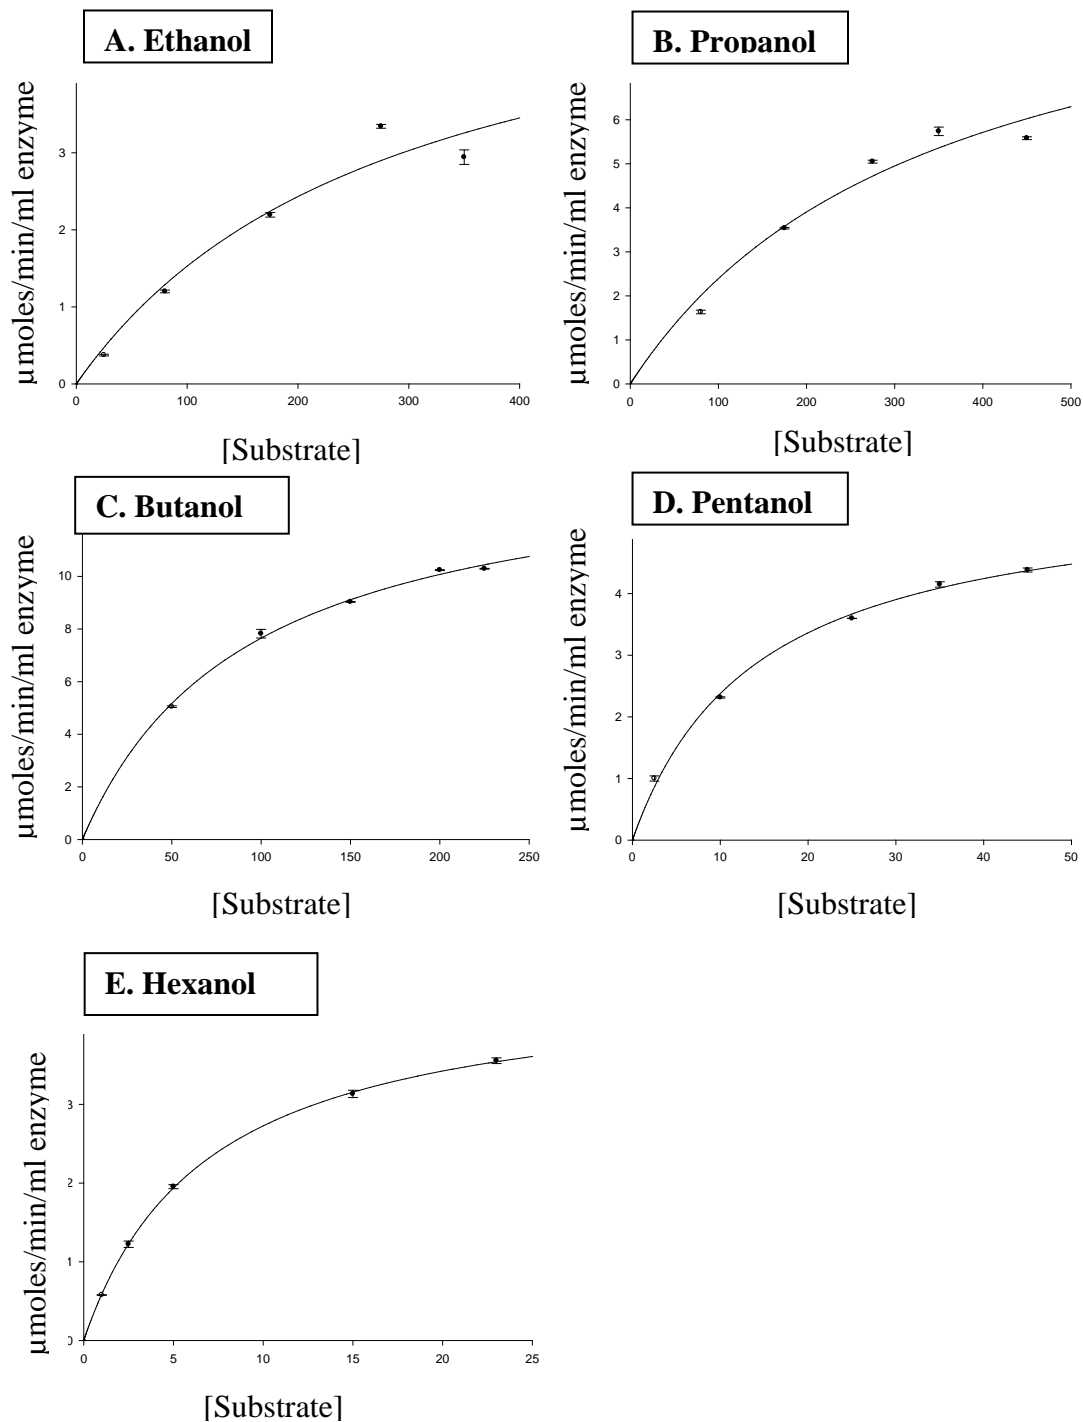 A. Ethanol
B. Propanol
µmoles/min/ml enzyme
3
2
1
0
0 100 200 300 400
[Substrate]
µmoles/min/ml enzyme
6
5
4
3
2
1
0
0 100 200 300 400 500
[Substrate]
C. Butanol
D. Pentanol
µmoles/min/ml enzyme
10
8
6
4
2
0
0 50 100 150 200 250
[Substrate]
µmoles/min/ml enzyme
4
3
2
1
0
0 10 20 30 40 50
[Substrate]
E. Hexanol
µmoles/min/ml enzyme
3
2
1
0
0 5 10 15 20 25
[Substrate]